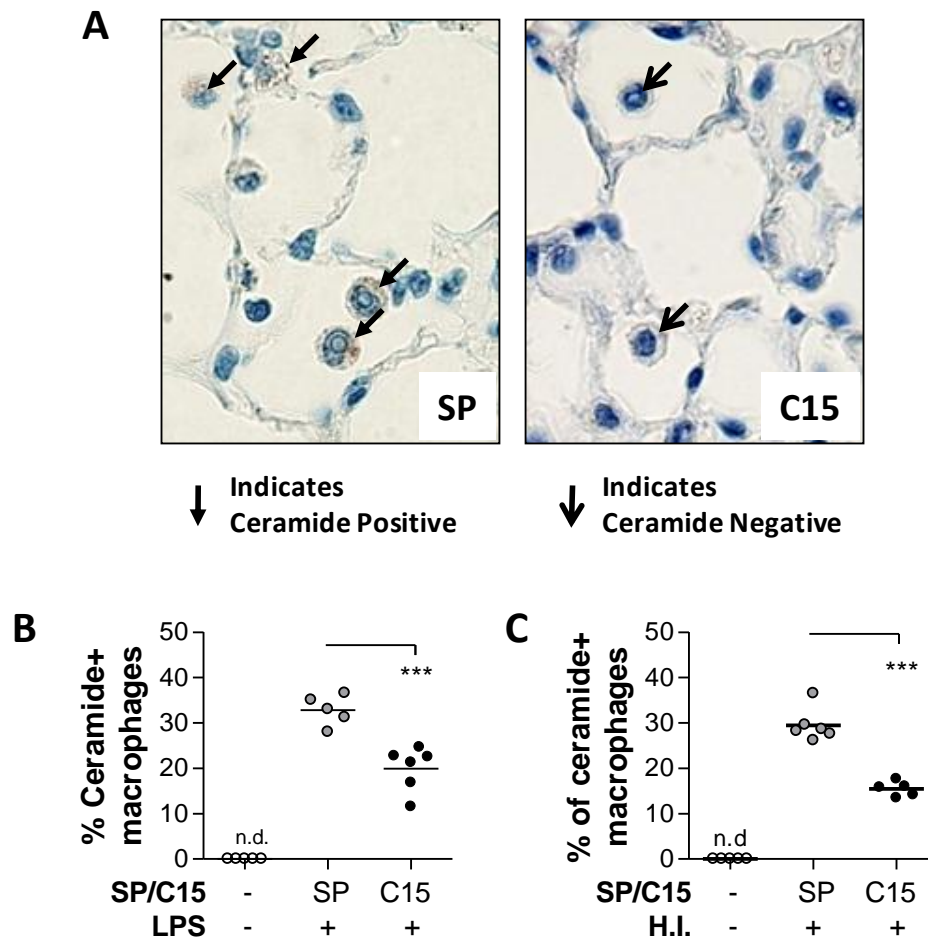 A
SP
C15
Indicates
Ceramide Positive
Indicates
Ceramide Negative
B
% Ceramide+
macrophages
50
40
30
20
10
0
***
n.d.
SP/C15 - SP C15
LPS - + +
C
% of ceramide+
macrophages
50
40
30
20
10
0
***
n.d
SP/C15 - SP C15
H.I. - + +